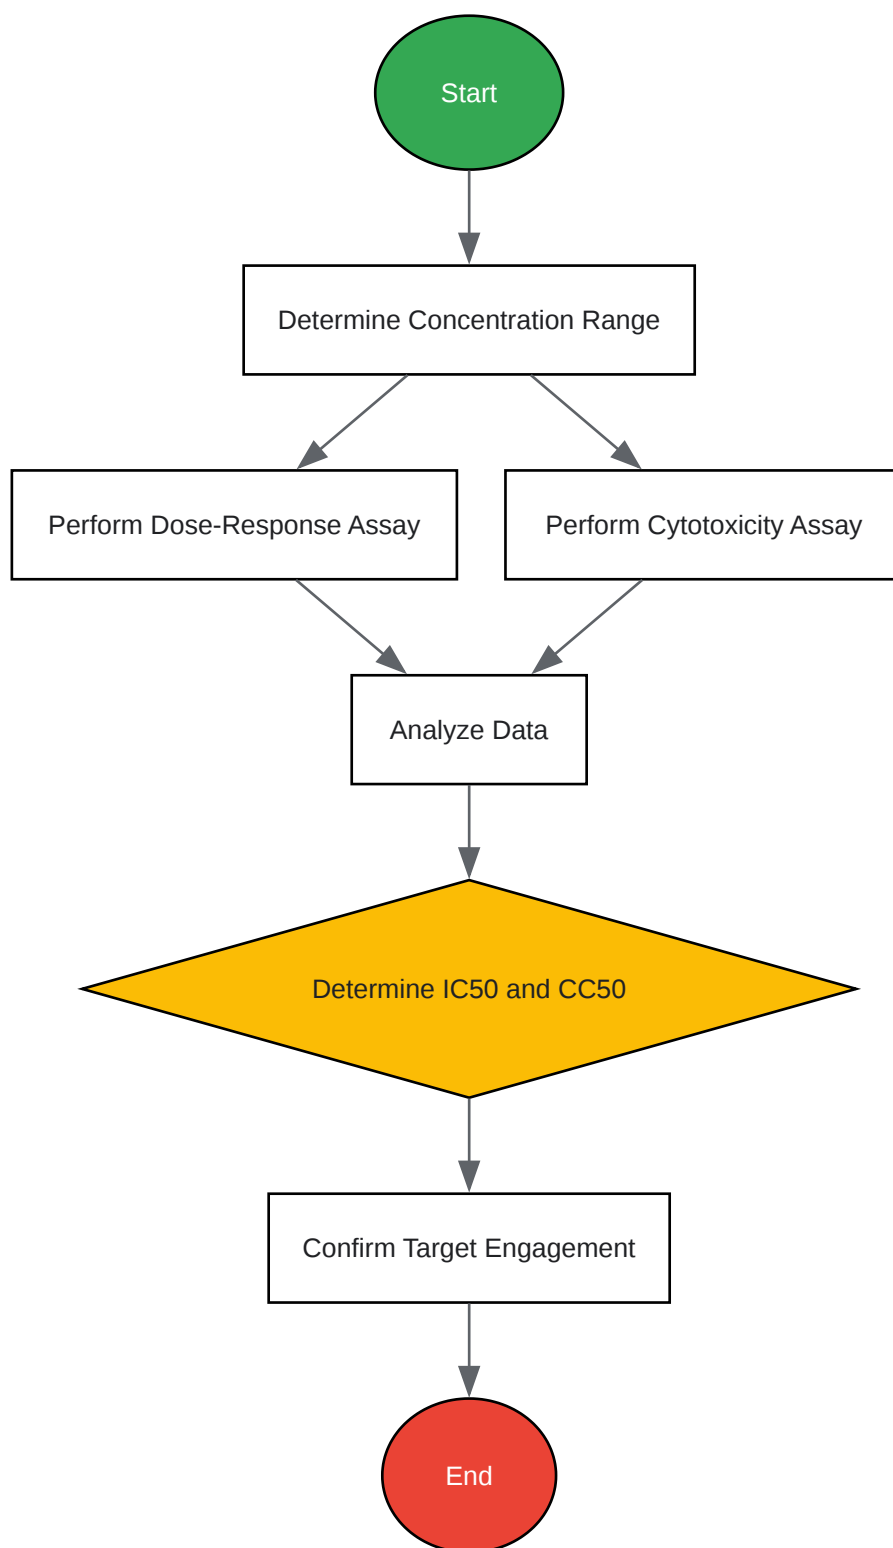 Start
Determine Concentration Range
Perform Dose-Response Assay
Perform Cytotoxicity Assay
Analyze Data
Determine IC50 and CC50
Confirm Target Engagement
End